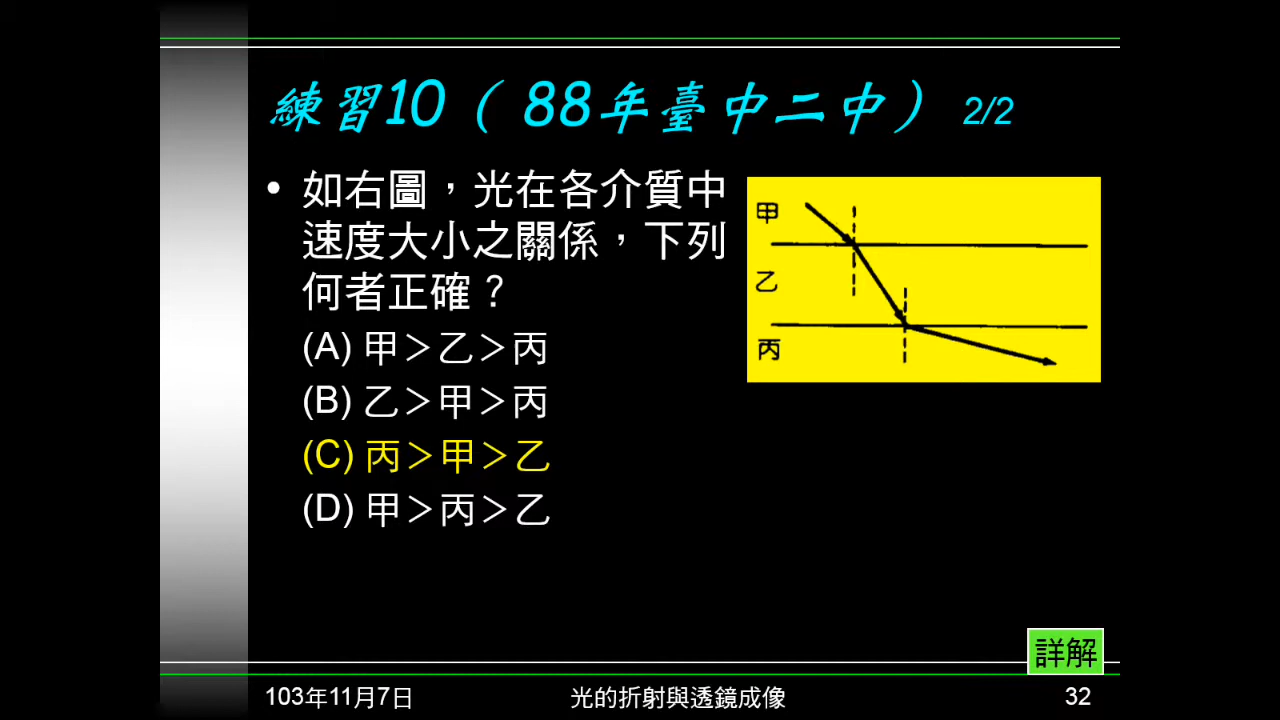 練習10（88年臺中二中）2/2
• 如右圖，光在各介質中
速度大小之關係，下列
何者正確？
(A) 甲＞乙＞丙
(B) 乙＞甲＞丙
(C) 丙＞甲＞乙
(D) 甲＞丙＞乙
甲
乙
丙
詳解
103年11月7日
光的折射與透鏡成像
32